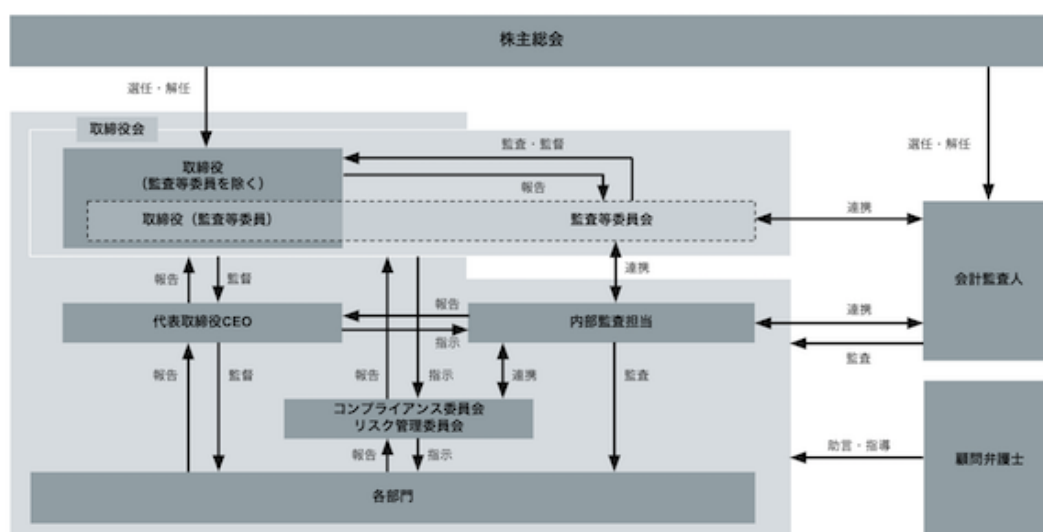 株主総会
選任・解任
選任・解任
取締役会
取締役
（監査等委員を除く）
監査・監督
報告
取締役（監査等委員）
監査等委員会
連携
会計監査人
報告
監督
連携
代表取締役CEO
報告
指示
内部監査担当
連携
監査
報告
監督
報告
指示
連携
監査
コンプライアンス委員会
リスク管理委員会
報告
指示
助言・指導
顧問弁護士
各部門